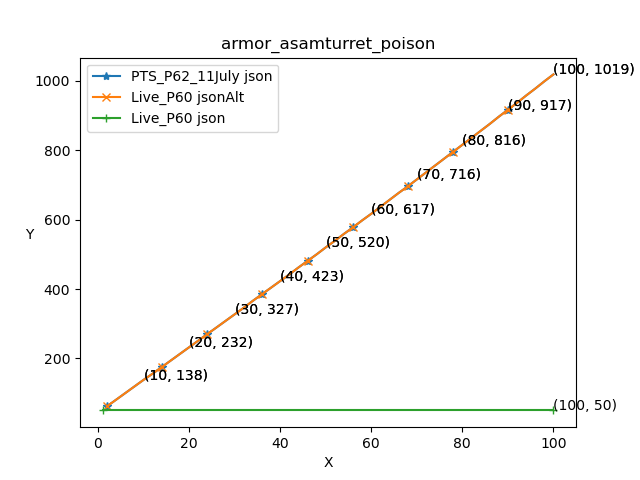 armor_asamturret_poison
PTS_P62_11July json
Live_P60 jsonAlt
Live_P60 json
(100, 1019)
(90, 917)
(80, 816)
(70, 716)
(60, 617)
(50, 520)
(40, 423)
(30, 327)
(20, 232)
(10, 138)
(100, 50)
1000
800
600
400
200
Y
0 20 40 60 80 100
X